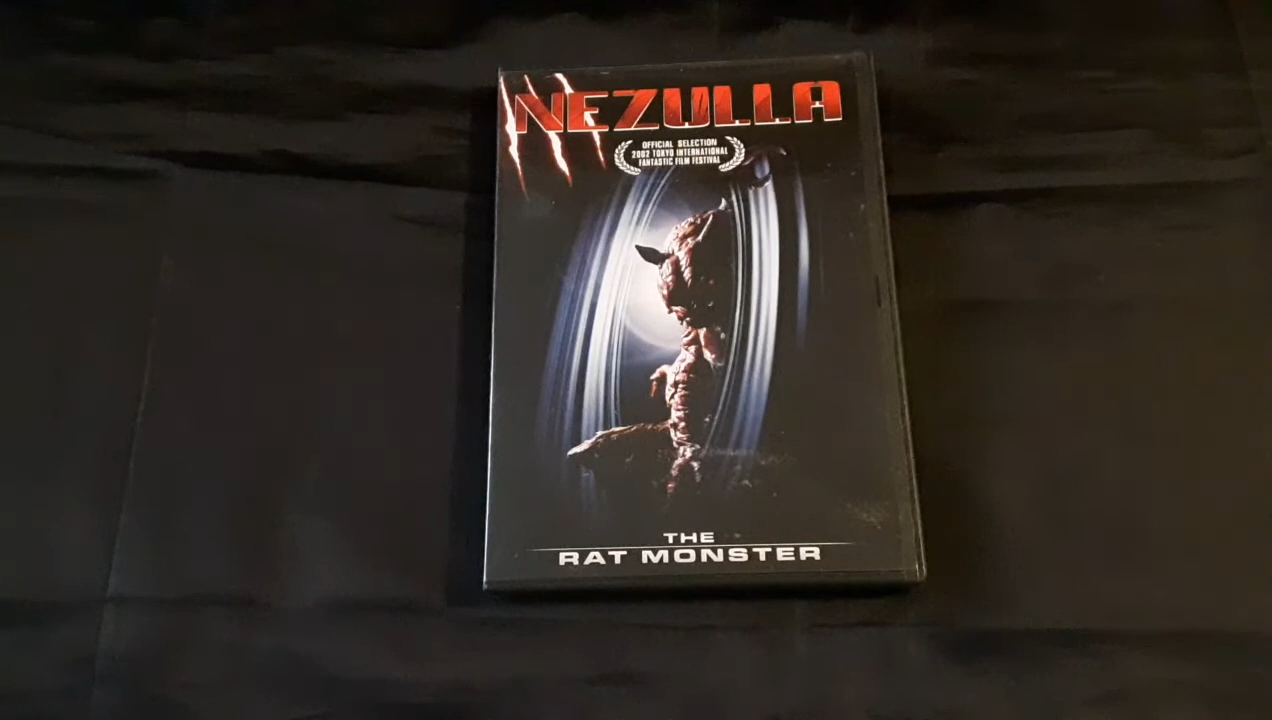 NEZULLA
OFFICIAL SELECTION
2002 TOKYO INTERNATIONAL
FANTASTIC FILM FESTIVAL
THE
RAT MONSTER